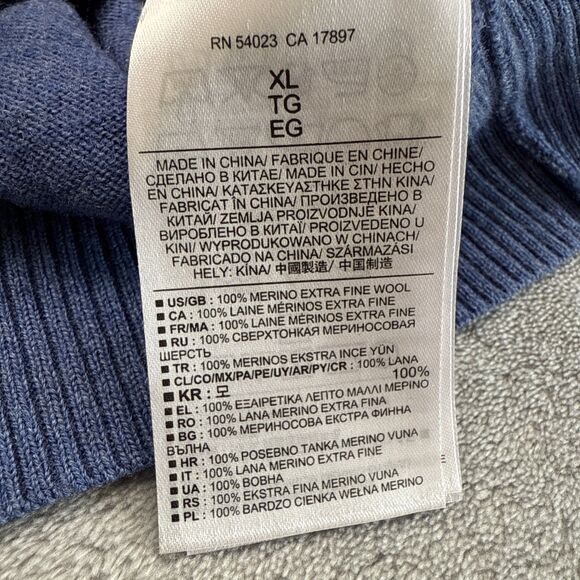 RN 54023 CA 17897
XL
TG
EG
MADE IN CHINA/ FABRIQUE EN CHINE/
СДЕЛАНО В КИТАЕ/ MADE IN CIN/ HECHO
EN CHINA/ ΚΑΤΑΣΚΕΥΑΣΤΗΚΕ ΣΤΗΝ ΚΙΝΑ/
FABRICAT ÎN CHINA/ ПРОИЗВЕДЕНО В
КИТАЙ/ ZEMLJA PROIZVODNJE KINA/
ВИРОБЛЕНО В КИТАЇ/ PROIZVEDENO U
KINI/ WYPRODUKOWANO W CHINACH/
FABRICADO NA CHINA/ SZÁRMAZÁSI
HELY: KÍNA/ 中國製造/ 中国制造
US/GB : 100% MERINO EXTRA FINE WOOL
CA : 100% LAINE MÉRINOS EXTRA FINE
FR/MA : 100% LAINE MÉRINOS EXTRA FINE
RU : 100% СВЕРХТОНКАЯ МЕРИНОСОВАЯ
ШЕРСТЬ
TR : 100% MERINOS EKSTRA INCE YÜN
CL/CO/MX/PA/PE/UY/AR/PY/CR : 100% LANA
KR : 모 100%
EL : 100% ΕΞΑΙΡΕΤΙΚΑ ΛΕΠΤΟ ΜΑΛΛΙ ΜΕΡΙΝΟ
RO : 100% LANA MERINO EXTRA FINA
BG : 100% МЕРИНОСОВА ЕКСТРА ФИННА
ВЪЛНА
HR : 100% POSEBNO TANKA MERINO VUNA
IT : 100% LANA MERINO EXTRA FINE
UA : 100% ВОВНА
RS : 100% EKSTRA FINA MERINO VUNA
PL : 100% BARDZO CIENKA WEŁNA MERINO